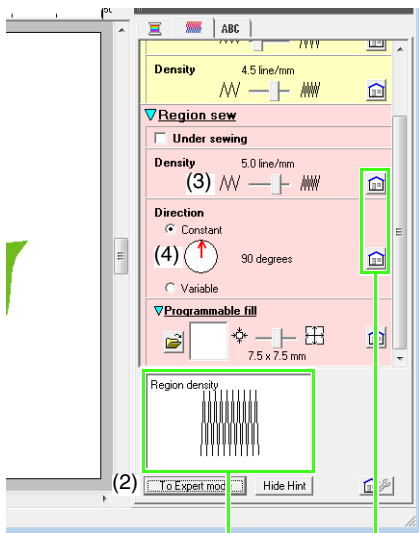 ABC
Density 4.5 line/mm
Region sew
Under sewing
Density 5.0 line/mm
(3)
Direction
Constant
(4) 90 degrees
Variable
Programmable fill
7.5 x 7.5 mm
Region density
(2) To Expert mode Hide Hint